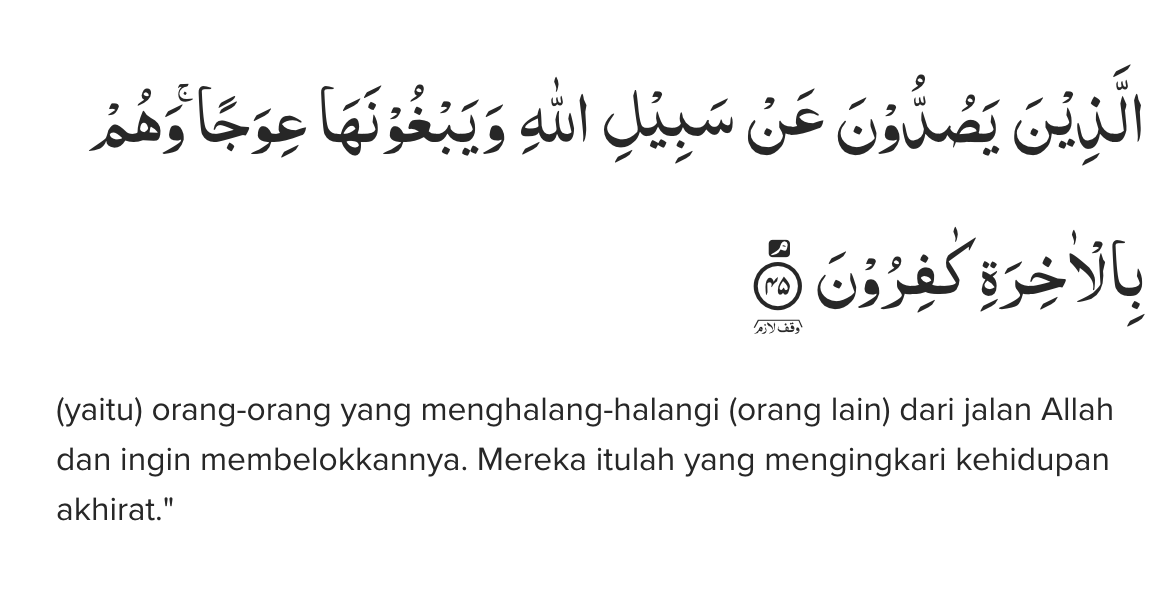 الَّذِيْنَ يَصُدُّوْنَ عَنْ سَبِيْلِ اللّٰهِ وَيَبْغُوْنَهَا عِوَجًاۚ وَهُمْ
بِالْاٰخِرَةِ كٰفِرُوْنَ ۘ ۴۵
وقف لازم
(yaitu) orang-orang yang menghalang-halangi (orang lain) dari jalan Allah
dan ingin membelokkannya. Mereka itulah yang mengingkari kehidupan
akhirat."